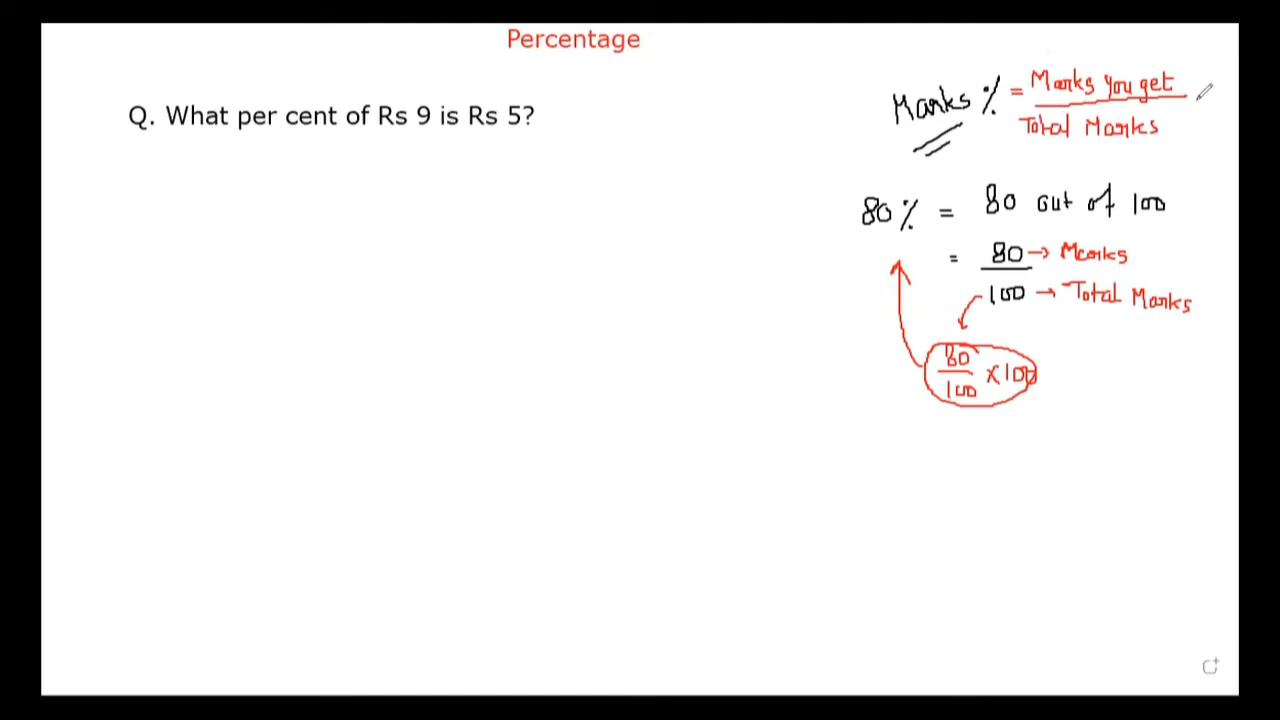 Percentage
Q. What per cent of Rs 9 is Rs 5?
Marks % = Marks You get
Total Marks
80 % = 80 out of 100
= 80 → Marks
100 → Total Marks
80
100 × 100